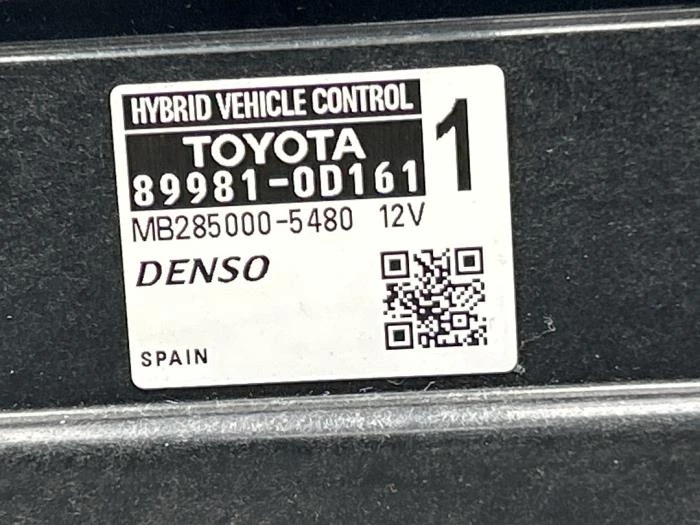 HYBRID VEHICLE CONTROL
TOYOTA
89981-0D161
1
MB285000-5480 12V
DENSO
SPAIN